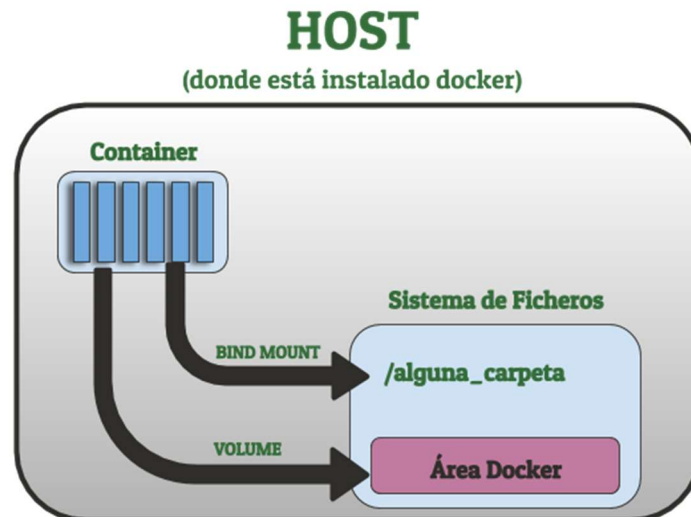 HOST
(donde está instalado docker)
Container
Sistema de Ficheros
BIND MOUNT
/alguna_carpeta
VOLUME
Área Docker